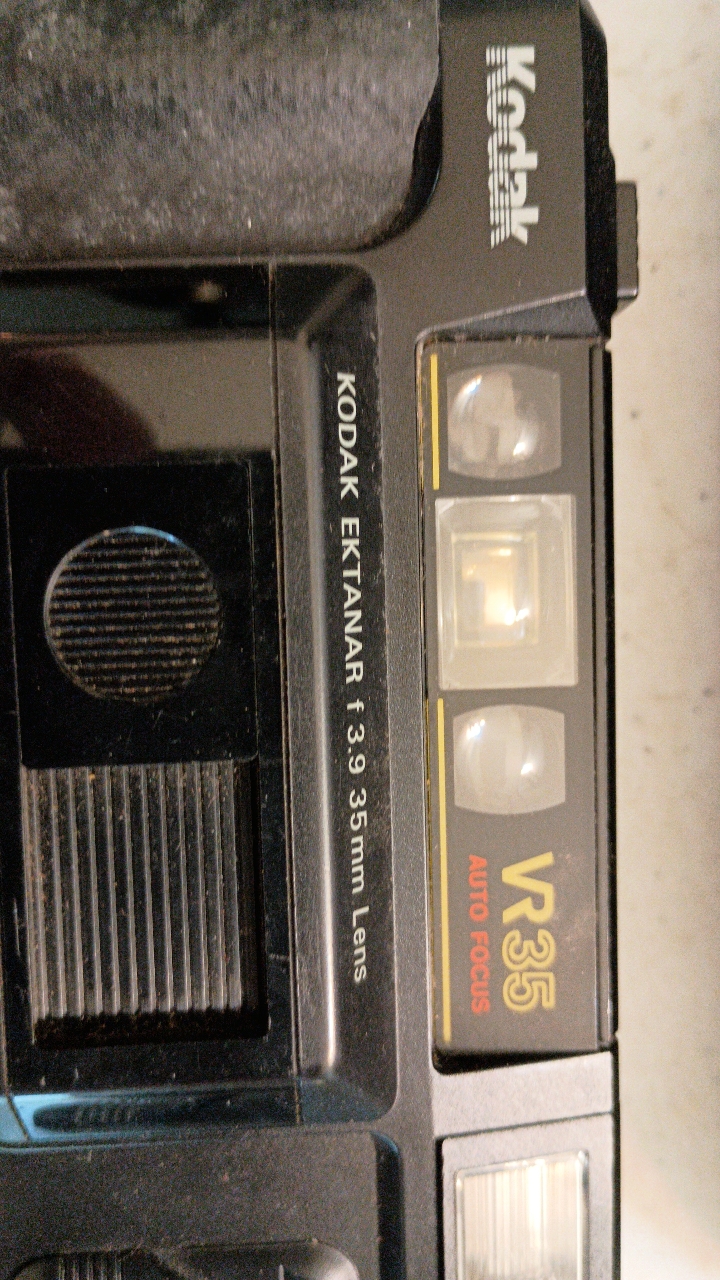 Kodak
VR35
AUTO FOCUS
KODAK EKTANAR f 3.9 35mm Lens